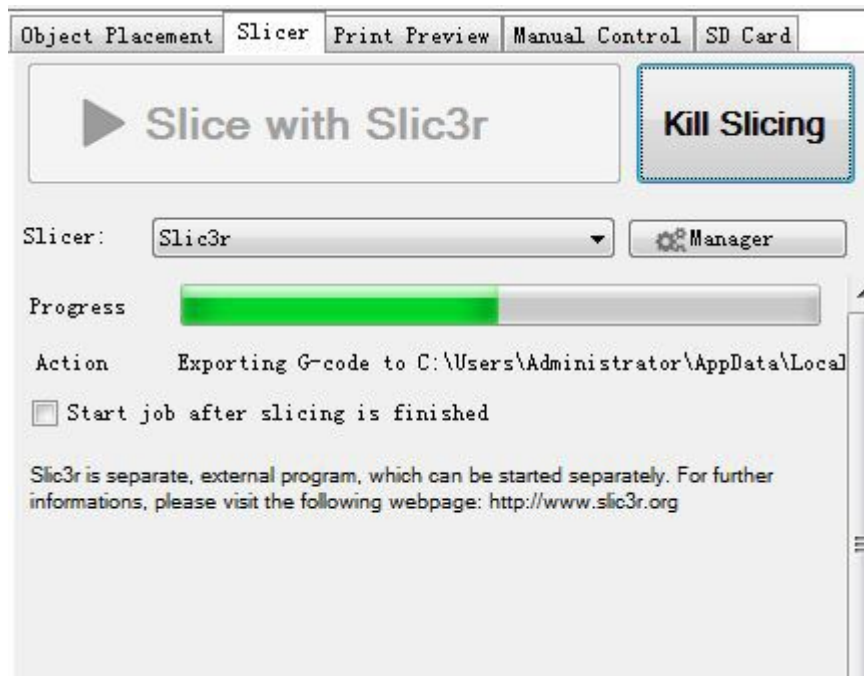 Object Placement Slicer Print Preview Manual Control SD Card
Slice with Slic3r Kill Slicing
Slicer: Slic3r Manager
Progress
Action Exporting G-code to C:\Users\Administrator\AppData\Local
Start job after slicing is finished
Slic3r is separate, external program, which can be started separately. For further
informations, please visit the following webpage: http://www.slic3r.org